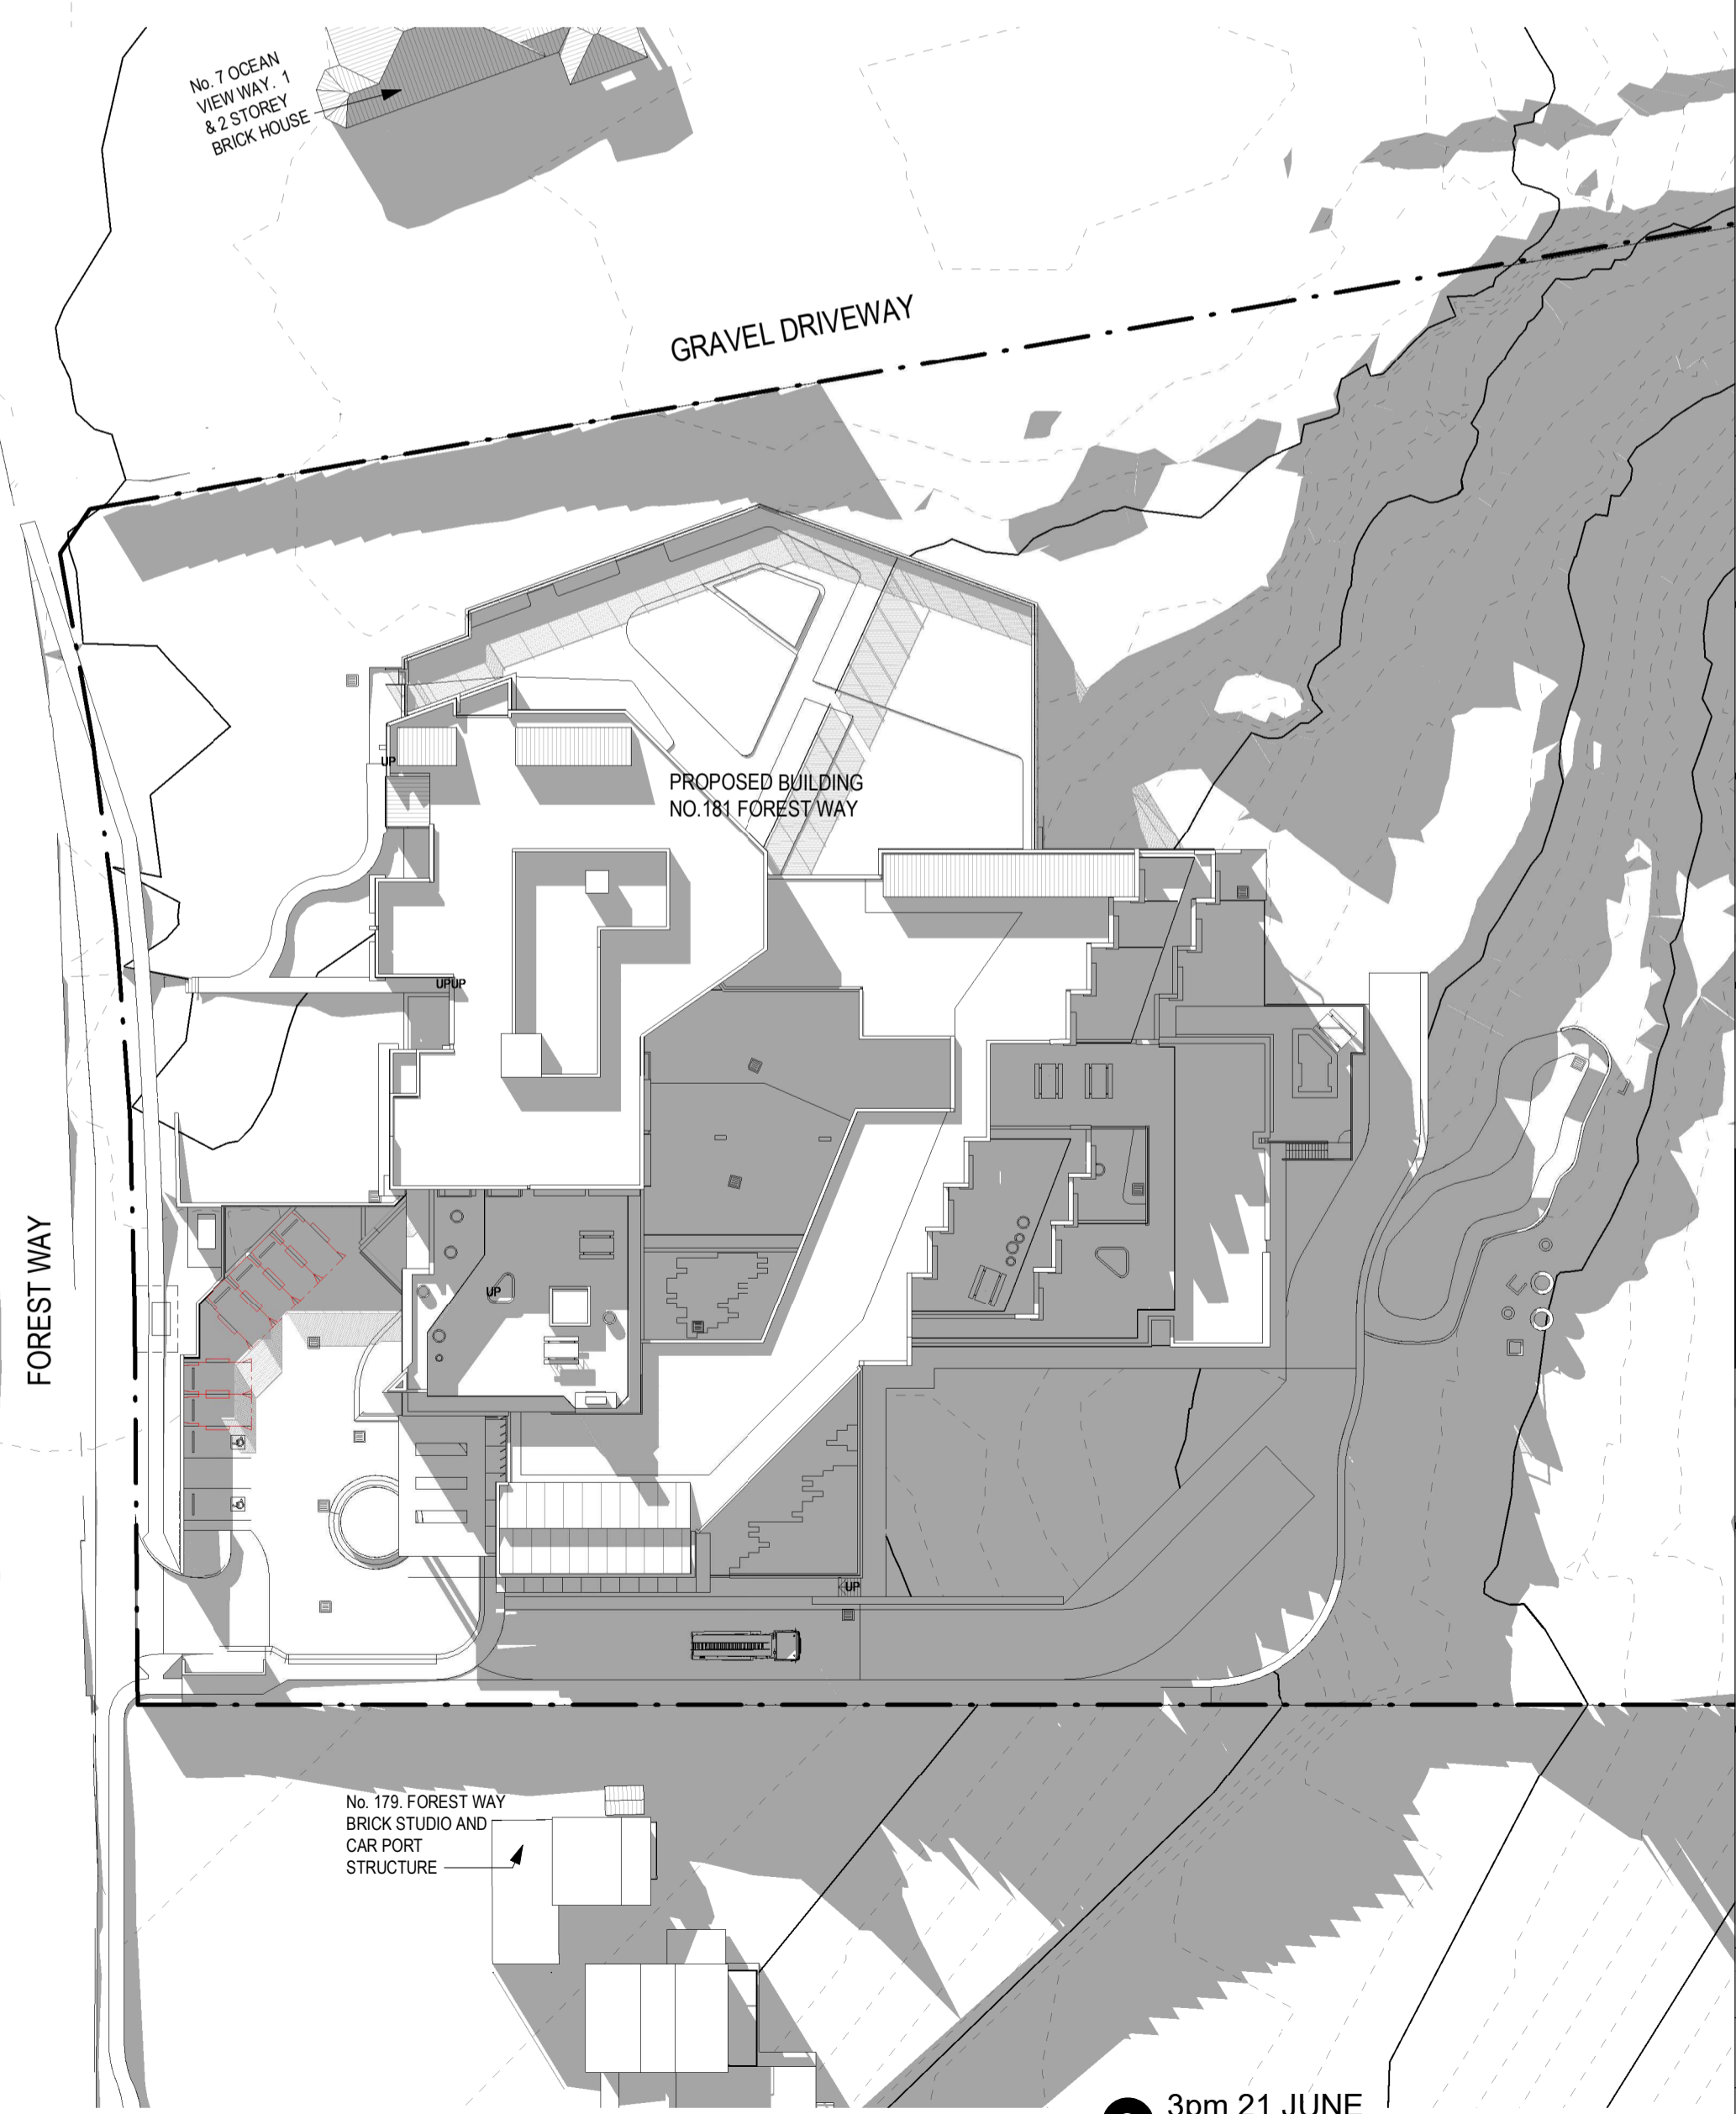 No. 7 OCEAN
VIEW WAY. 1
& 2 STOREY
BRICK HOUSE
GRAVEL DRIVEWAY
UP
PROPOSED BUILDING
NO.181 FOREST WAY
UPUP
FOREST WAY
UP
UP
No. 179. FOREST WAY
BRICK STUDIO AND
CAR PORT
STRUCTURE
3pm 21 JUNE